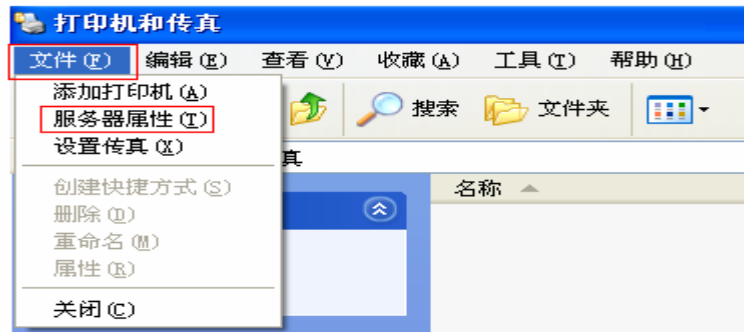 打印机和传真
文件(F) 编辑(E) 查看(V) 收藏(A) 工具(T) 帮助(H)
添加打印机(A)
服务器属性(T)
设置传真(X)
创建快捷方式(S)
删除(D)
重命名(M)
属性(R)
关闭(C)
搜索 文件夹
真
名称